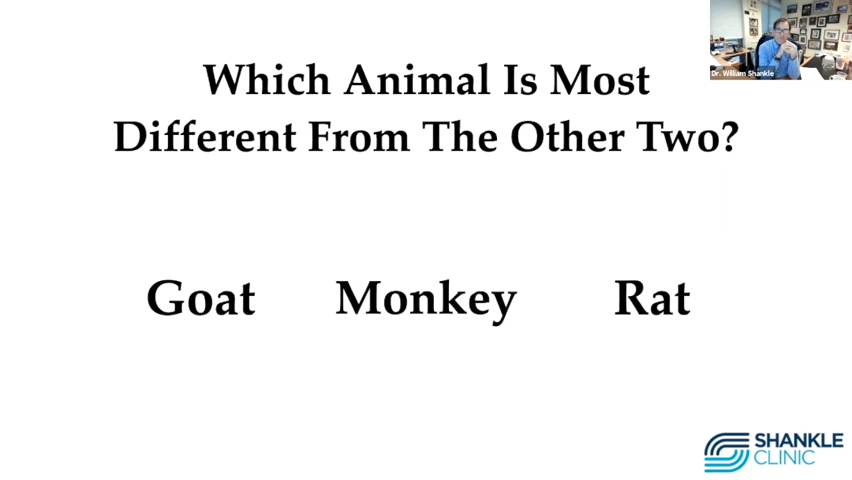 Dr. William Shankle
Which Animal Is Most
Different From The Other Two?
Goat Monkey Rat
SHANKLE
CLINIC